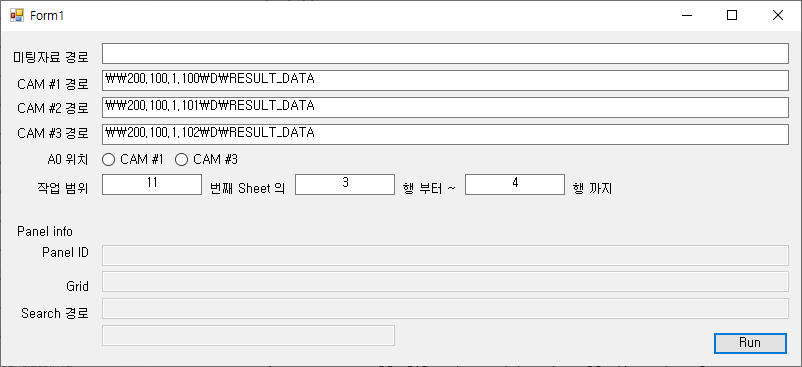 Form1
미팅자료 경로
CAM #1 경로 ₩₩200.100.1.100₩D₩RESULT_DATA
CAM #2 경로 ₩₩200.100.1.101₩D₩RESULT_DATA
CAM #3 경로 ₩₩200.100.1.102₩D₩RESULT_DATA
A0 위치 CAM #1 CAM #3
작업 범위 11 번째 Sheet 의 3 행 부터 ~ 4 행 까지
Panel info
Panel ID
Grid
Search 경로
Run